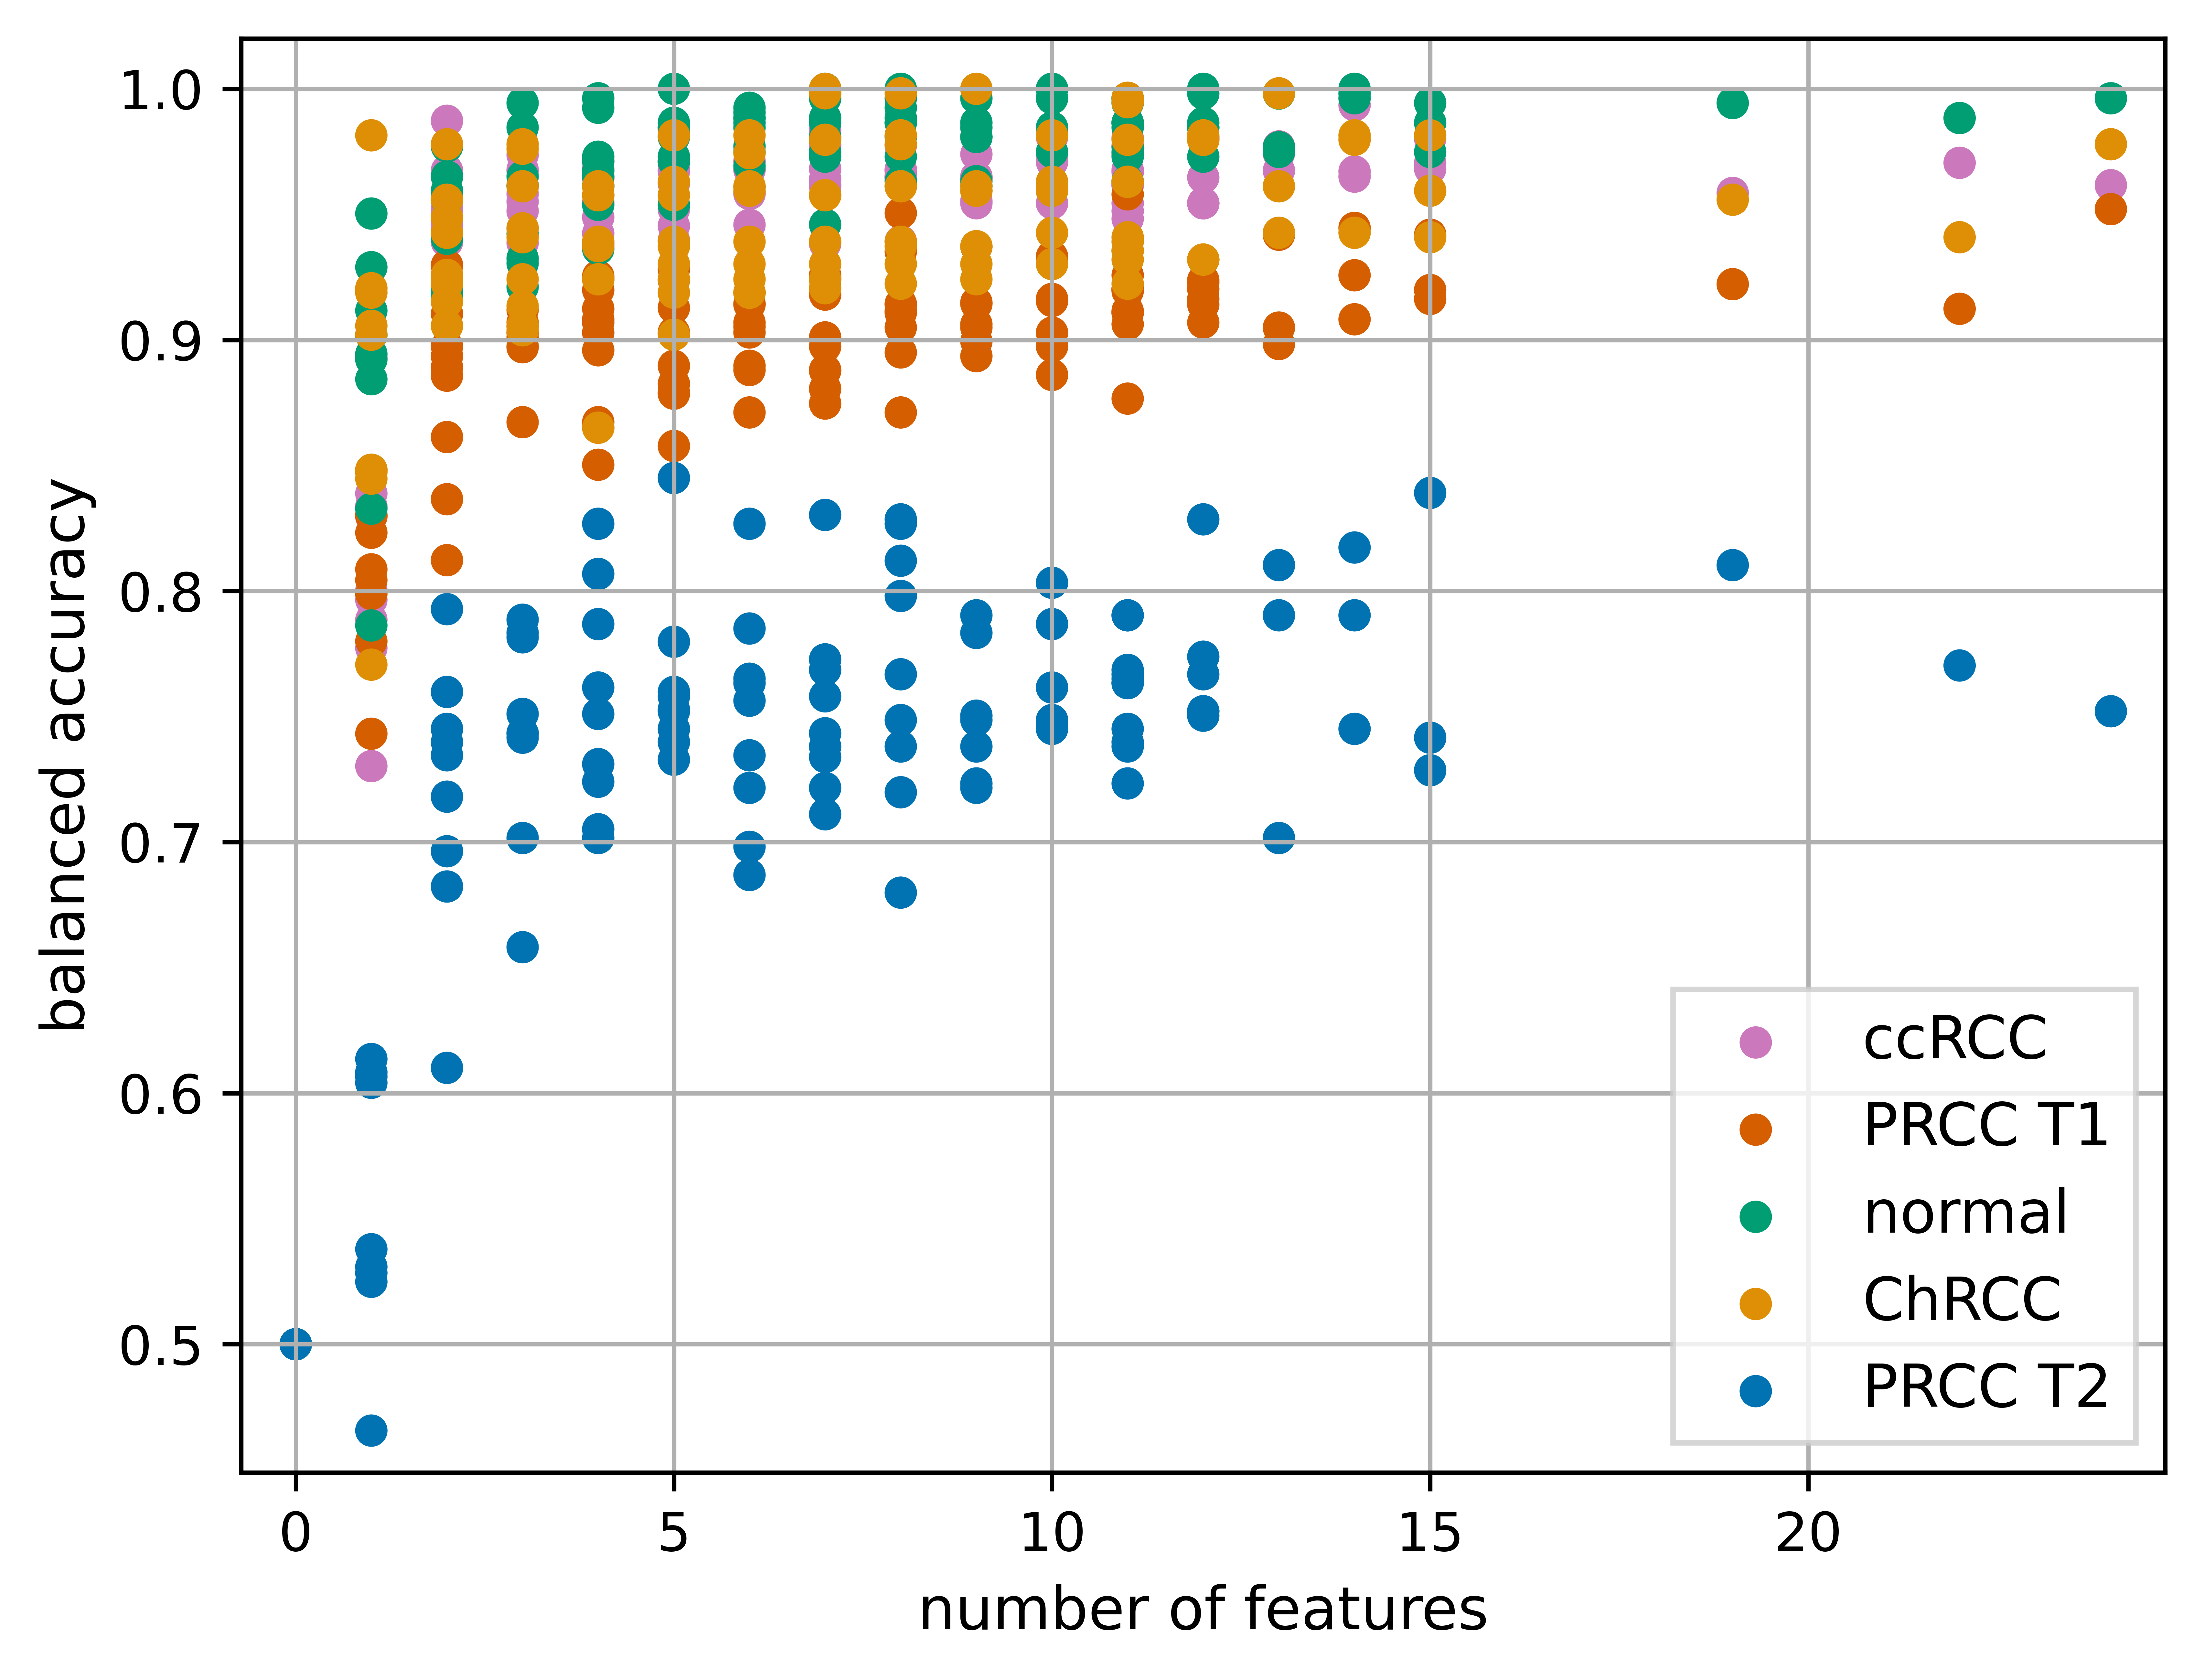 1.0
0.9
0.8
0.7
0.6
0.5
balanced accuracy
ccRCC
PRCC T1
normal
ChRCC
PRCC T2
0 5 10 15 20
number of features